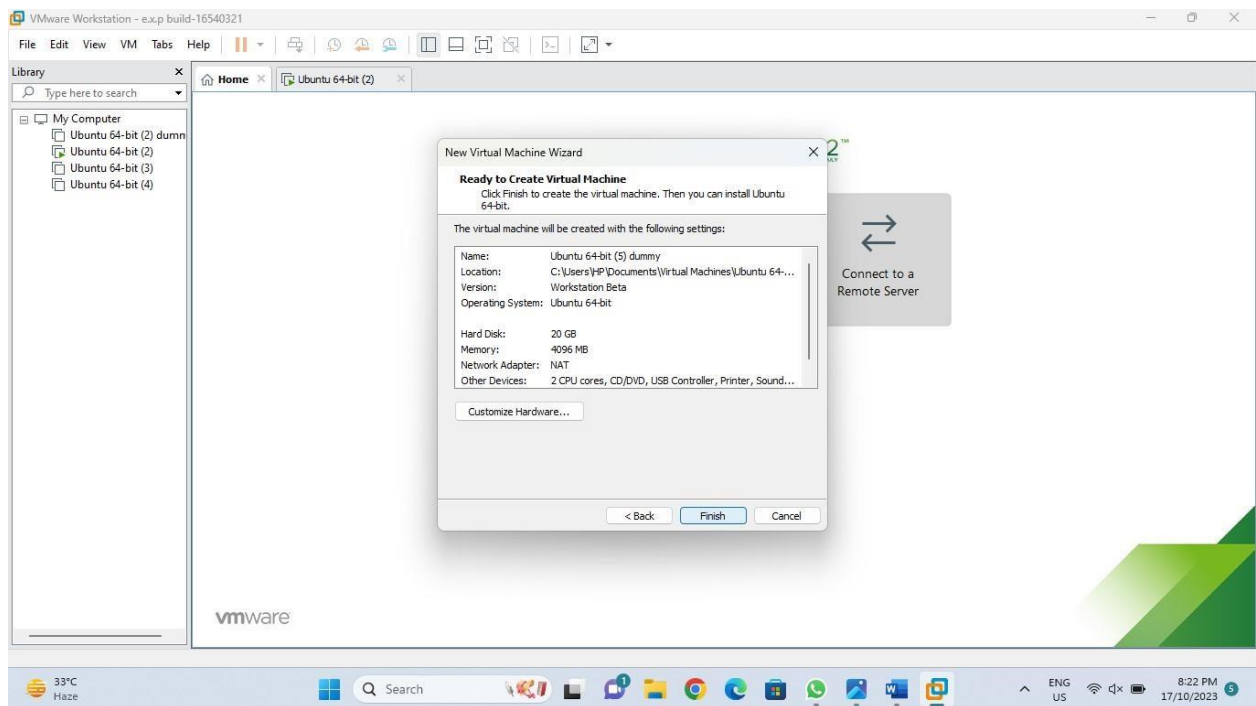 VMware Workstation - e.x.p build-16540321
File Edit View VM Tabs Help
Library
Type here to search
My Computer
Ubuntu 64-bit (2) dumm
Ubuntu 64-bit (2)
Ubuntu 64-bit (3)
Ubuntu 64-bit (4)
Home
Ubuntu 64-bit (2)
2™
New Virtual Machine Wizard
Ready to Create Virtual Machine
Click Finish to create the virtual machine. Then you can install Ubuntu
64-bit.
The virtual machine will be created with the following settings:
Name: Ubuntu 64-bit (5) dummy
Location: C:\Users\HP\Documents\Virtual Machines\Ubuntu 64-...
Version: Workstation Beta
Operating System: Ubuntu 64-bit
Hard Disk: 20 GB
Memory: 4096 MB
Network Adapter: NAT
Other Devices: 2 CPU cores, CD/DVD, USB Controller, Printer, Sound...
Customize Hardware...
< Back Finish Cancel
Connect to a
Remote Server
vmware
33°C
Haze
Search
1
ENG
US
8:22 PM
17/10/2023
5